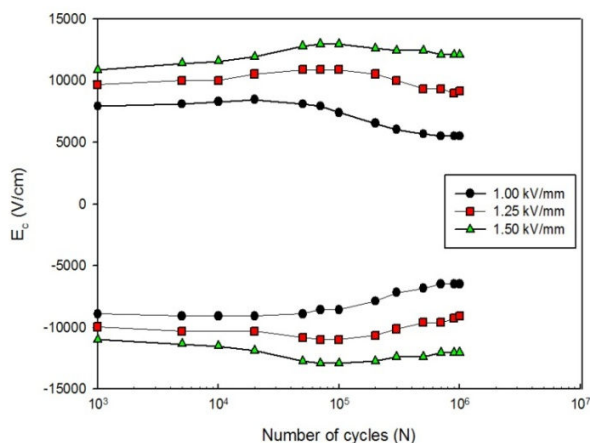 15000
10000
5000
0
-5000
-10000
-15000
E_c (V/cm)
1.00 kV/mm
1.25 kV/mm
1.50 kV/mm
10³ 10⁴ 10⁵ 10⁶ 10⁷
Number of cycles (N)